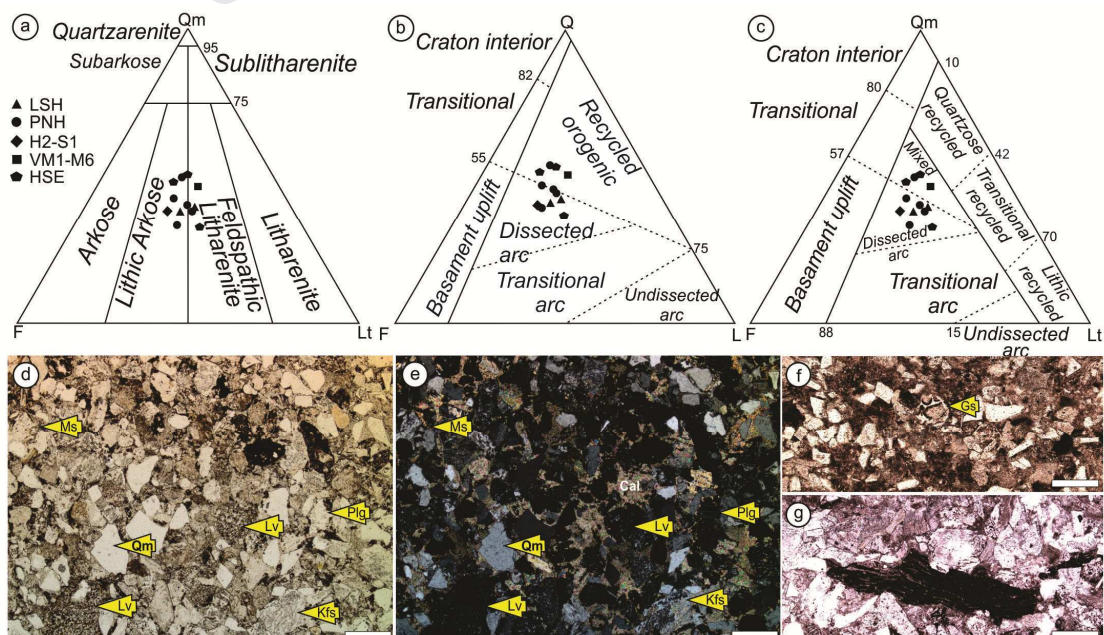 a
Qm
Quartzarenite
95
Subarkose
Sublitharenite
75
LSH
PNH
H2-S1
VM1-M6
HSE
Arkose
Lithic Arkose
Feldspathic
Litharenite
Litharenite
F
Lt
b
Q
Craton interior
82
Transitional
Recycled
orogenic
55
Basament uplift
Dissected
arc
75
Transitional
arc
Undissected
arc
F
L
c
Qm
Craton interior
10
80
Transitional
Quartzose
recycled
57
42
Mixed
Transitional
recycled
Basament uplift
Dissected
arc
70
Transitional
arc
Lithic
recycled
F
88
15
Lt
Undissected
arc
d
Ms
Plg
Lv
Qm
Lv
Kfs
e
Ms
Cal
Plg
Lv
Qm
Lv
Kfs
f
Gs
g